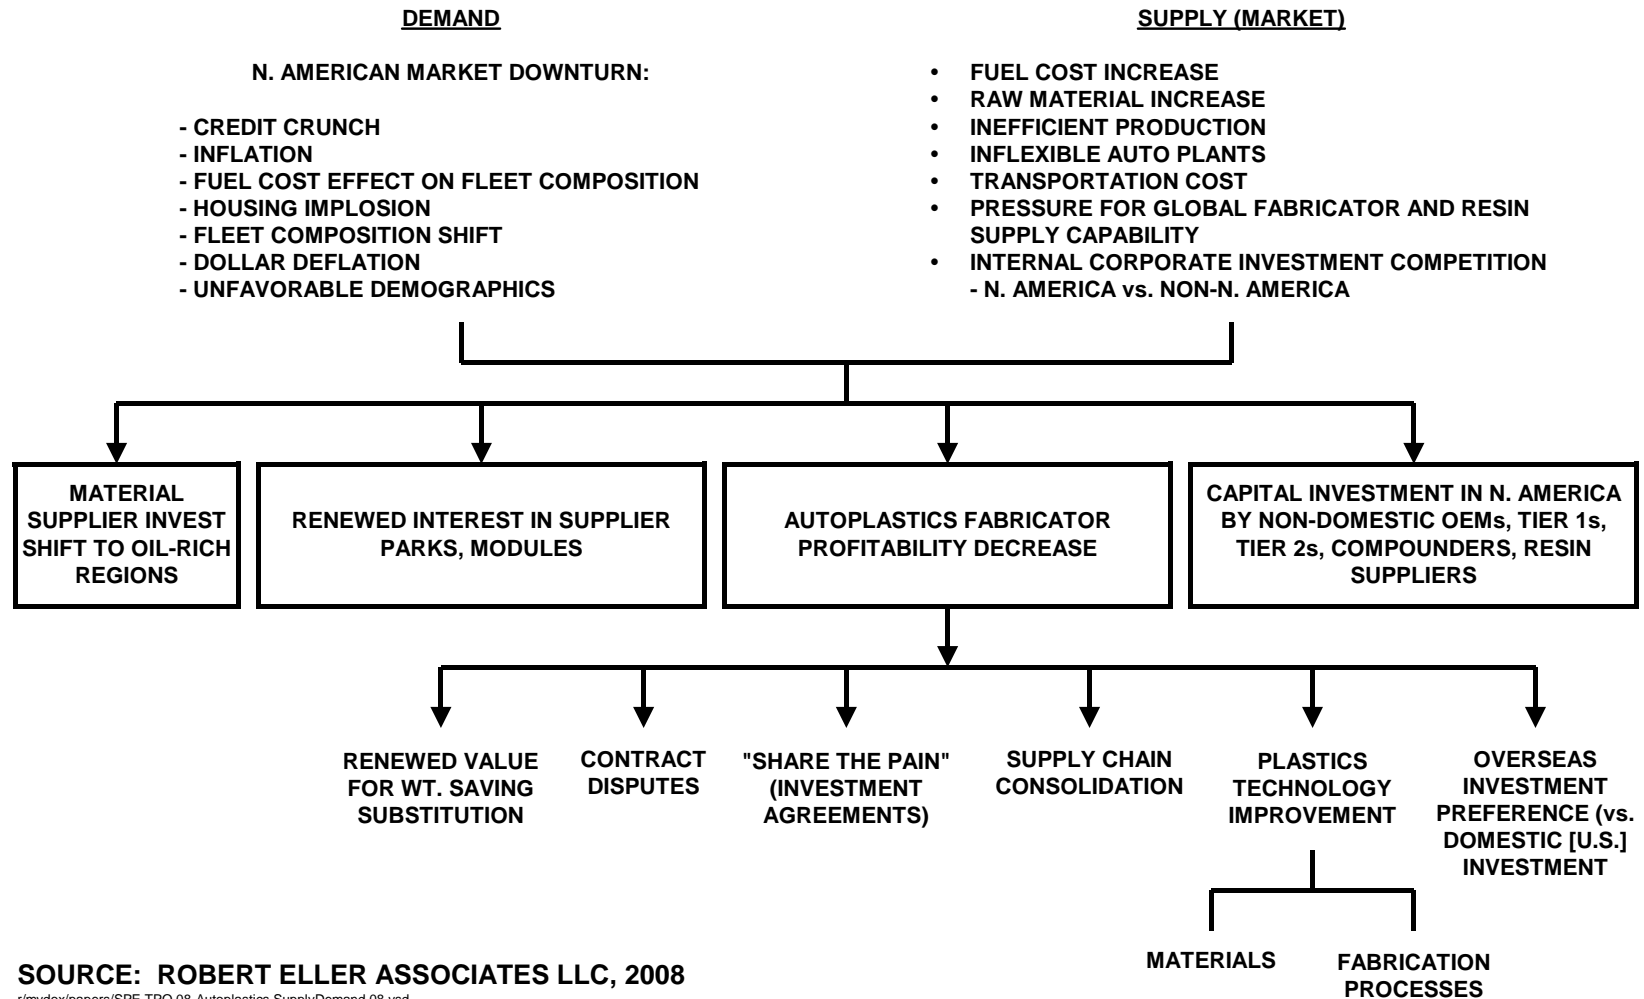 DEMAND
N. AMERICAN MARKET DOWNTURN:
- CREDIT CRUNCH
- INFLATION
- FUEL COST EFFECT ON FLEET COMPOSITION
- HOUSING IMPLOSION
- FLEET COMPOSITION SHIFT
- DOLLAR DEFLATION
- UNFAVORABLE DEMOGRAPHICS
SUPPLY (MARKET)
• FUEL COST INCREASE
• RAW MATERIAL INCREASE
• INEFFICIENT PRODUCTION
• INFLEXIBLE AUTO PLANTS
• TRANSPORTATION COST
• PRESSURE FOR GLOBAL FABRICATOR AND RESIN
SUPPLY CAPABILITY
• INTERNAL CORPORATE INVESTMENT COMPETITION
- N. AMERICA vs. NON-N. AMERICA
MATERIAL
SUPPLIER INVEST
SHIFT TO OIL-RICH
REGIONS
RENEWED INTEREST IN SUPPLIER
PARKS, MODULES
AUTOPLASTICS FABRICATOR
PROFITABILITY DECREASE
CAPITAL INVESTMENT IN N. AMERICA
BY NON-DOMESTIC OEMs, TIER 1s,
TIER 2s, COMPOUNDERS, RESIN
SUPPLIERS
RENEWED VALUE
FOR WT. SAVING
SUBSTITUTION
CONTRACT
DISPUTES
"SHARE THE PAIN"
(INVESTMENT
AGREEMENTS)
SUPPLY CHAIN
CONSOLIDATION
PLASTICS
TECHNOLOGY
IMPROVEMENT
OVERSEAS
INVESTMENT
PREFERENCE (vs.
DOMESTIC [U.S.]
INVESTMENT
MATERIALS
FABRICATION
PROCESSES
SOURCE: ROBERT ELLER ASSOCIATES LLC, 2008